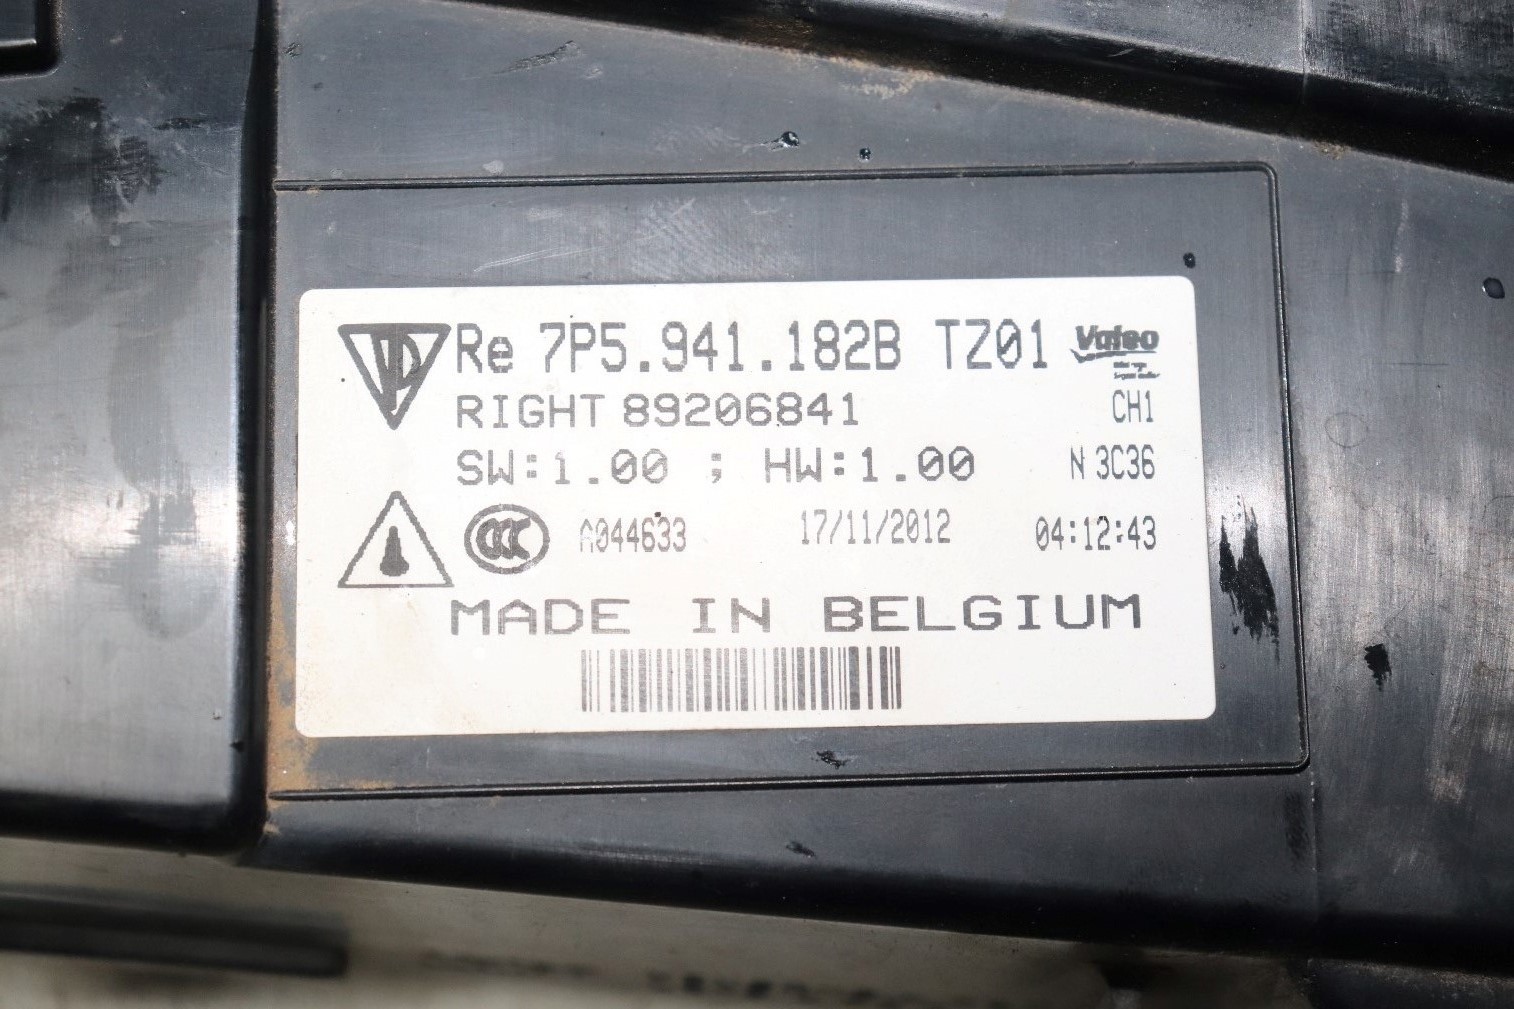 Re 7P5.941.182B TZ01 Valeo
RIGHT 89206841 CH1
SW:1.00 ; HW:1.00 N 3C36
CCC A044633 17/11/2012 04:12:43
MADE IN BELGIUM